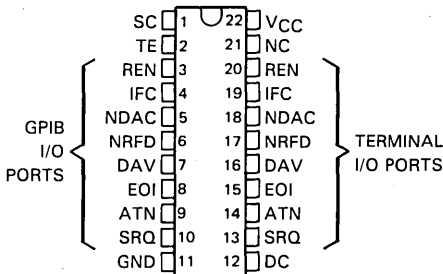 SC 1 22 VCC
TE 2 21 NC
REN 3 20 REN
IFC 4 19 IFC
NDAC 5 18 NDAC
NRFD 6 17 NRFD
DAV 7 16 DAV
EOI 8 15 EOI
ATN 9 14 ATN
SRQ 10 13 SRQ
GND 11 12 DC
GPIB
I/O
PORTS
TERMINAL
I/O PORTS